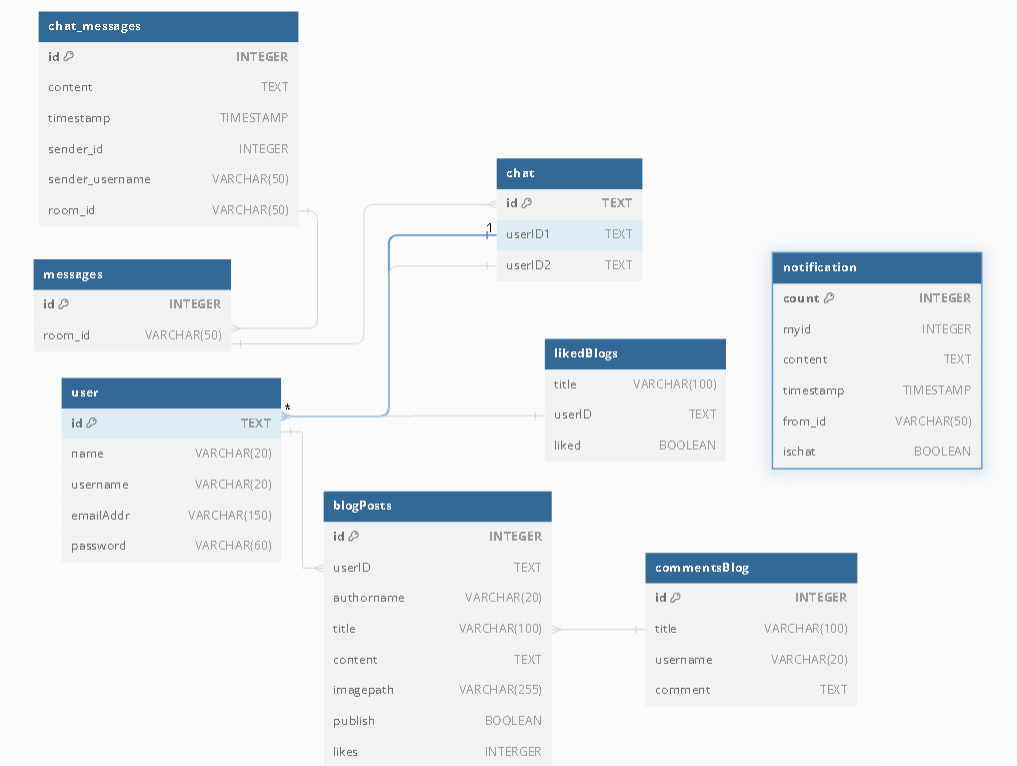 chat_messages
id INTEGER
content TEXT
timestamp TIMESTAMP
sender_id INTEGER
sender_username VARCHAR(50)
room_id VARCHAR(50)
chat
id TEXT
1
userID1 TEXT
userID2 TEXT
messages
id INTEGER
room_id VARCHAR(50)
notification
count INTEGER
myid INTEGER
content TEXT
timestamp TIMESTAMP
from_id VARCHAR(50)
ischat BOOLEAN
likedBlogs
title VARCHAR(100)
userID TEXT
liked BOOLEAN
user
*
id TEXT
name VARCHAR(20)
username VARCHAR(20)
emailAddr VARCHAR(150)
password VARCHAR(60)
blogPosts
id INTEGER
userID TEXT
authorname VARCHAR(20)
title VARCHAR(100)
content TEXT
imagepath VARCHAR(255)
publish BOOLEAN
likes INTERGER
commentsBlog
id INTEGER
title VARCHAR(100)
username VARCHAR(20)
comment TEXT